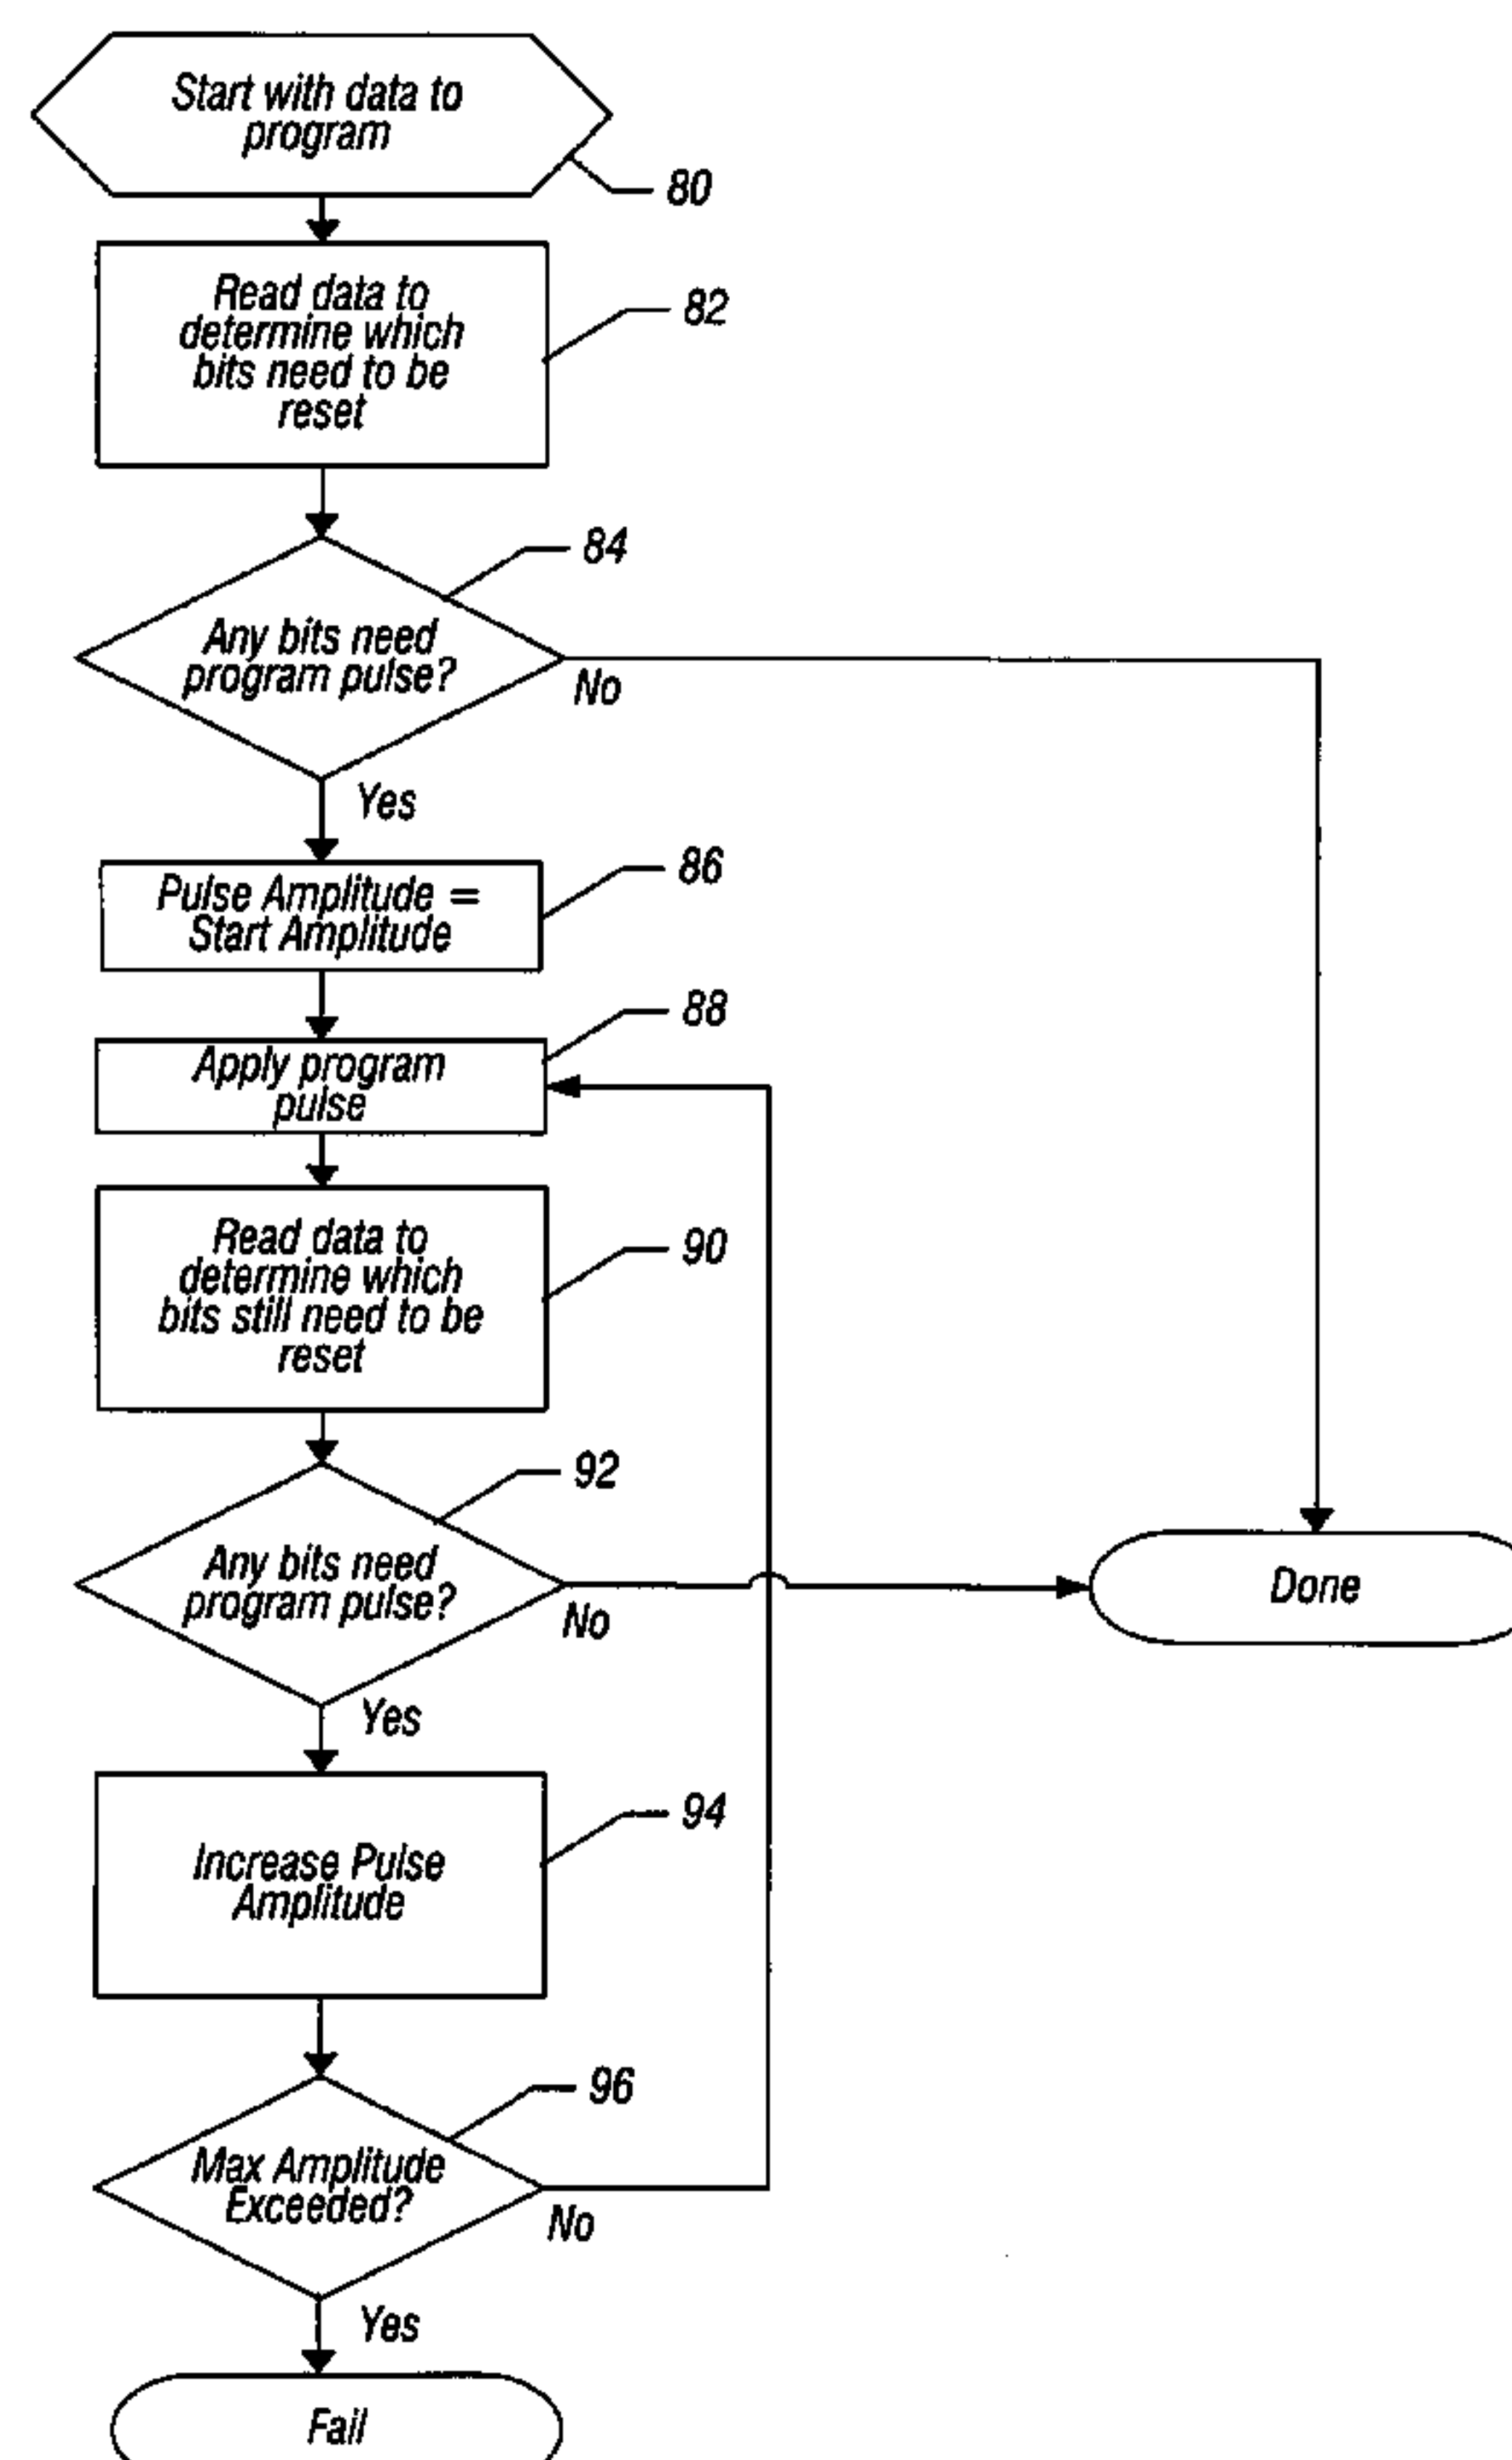 Start with data to
program
80
Read data to
determine which
bits need to be
reset
82
84
Any bits need
program pulse?
No
Yes
86
Pulse Amplitude =
Start Amplitude
88
Apply program
pulse
90
Read data to
determine which
bits still need to be
reset
92
Any bits need
program pulse?
No
Done
Yes
94
Increase Pulse
Amplitude
96
Max Amplitude
Exceeded?
No
Yes
Fail